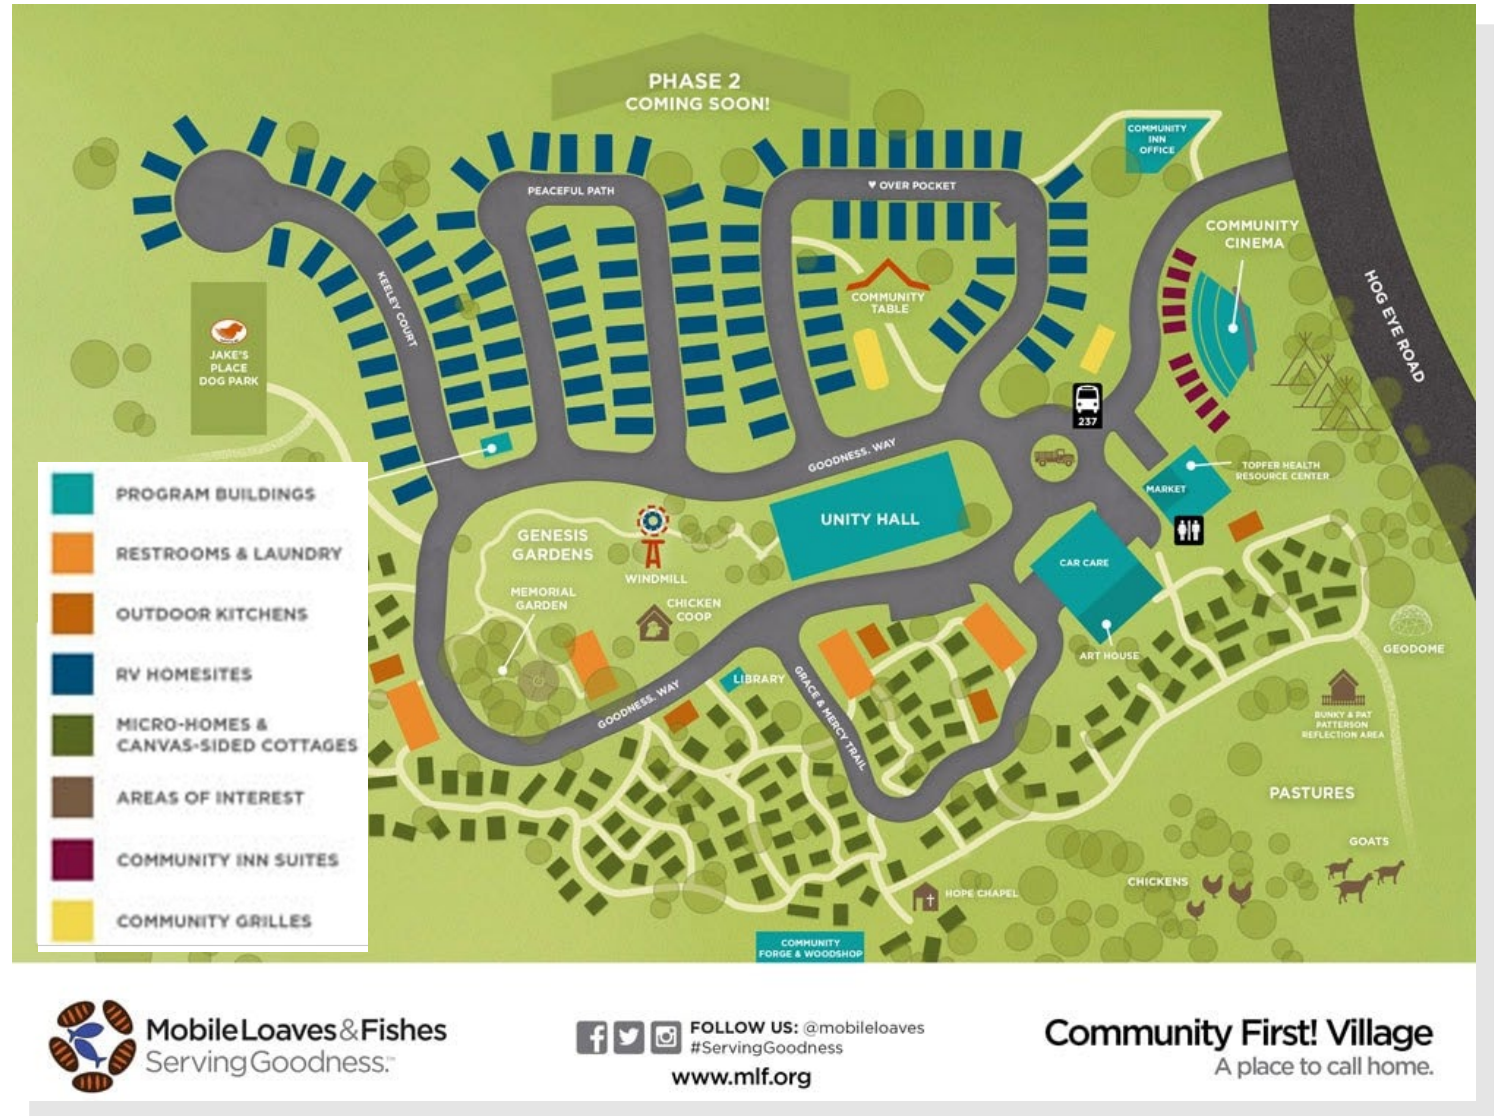 PHASE 2
COMING SOON!
COMMUNITY
INN
OFFICE
PEACEFUL PATH
♥ OVER POCKET
COMMUNITY
CINEMA
KEELEY COURT
HOG EYE ROAD
COMMUNITY
TABLE
JAKE'S
PLACE
DOG PARK
237
GOODNESS. WAY
TOPFER HEALTH
RESOURCE CENTER
MARKET
UNITY HALL
GENESIS
GARDENS
WINDMILL
CAR CARE
MEMORIAL
GARDEN
CHICKEN
COOP
ART HOUSE
GEODOME
LIBRARY
GOODNESS. WAY
GRACE & MERCY TRAIL
BUNKY & PAT
PATTERSON
REFLECTION AREA
PASTURES
GOATS
CHICKENS
HOPE CHAPEL
COMMUNITY
FORGE & WOODSHOP
PROGRAM BUILDINGS
RESTROOMS & LAUNDRY
OUTDOOR KITCHENS
RV HOMESITES
MICRO-HOMES &
CANVAS-SIDED COTTAGES
AREAS OF INTEREST
COMMUNITY INN SUITES
COMMUNITY GRILLES
Mobile Loaves & Fishes
Serving Goodness.™
FOLLOW US: @mobileloaves
#ServingGoodness
www.mlf.org
Community First! Village
A place to call home.